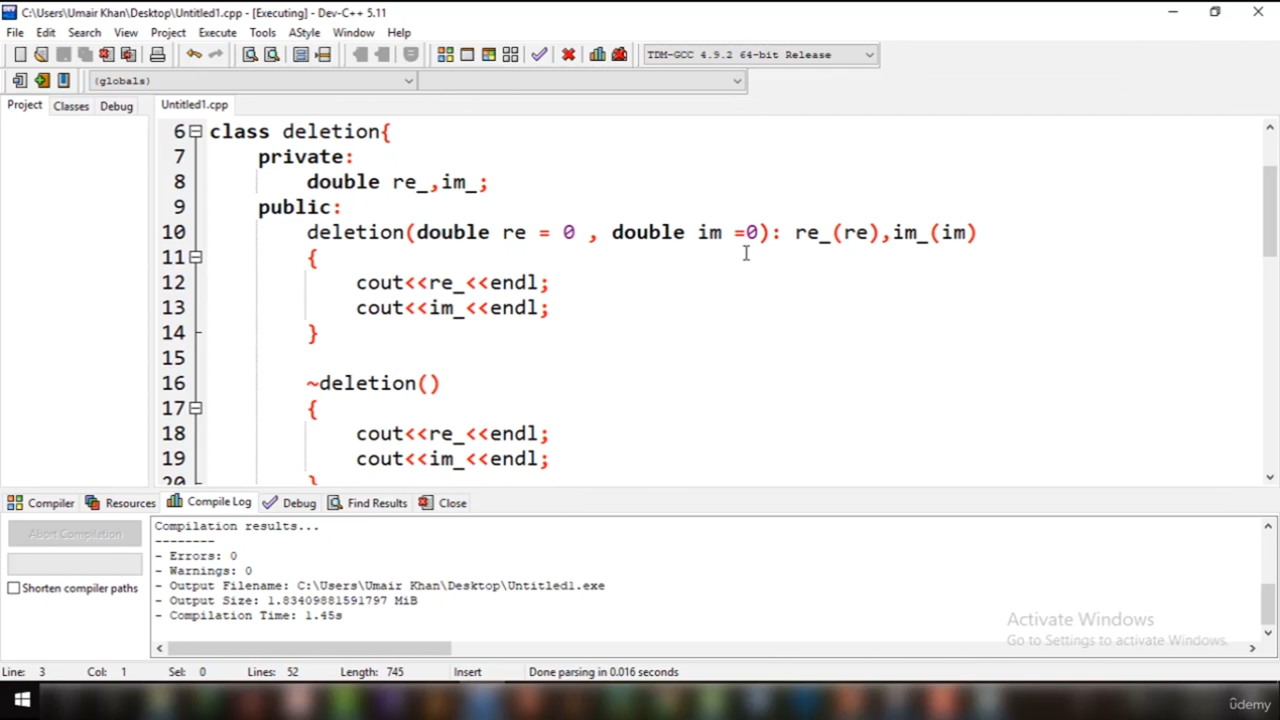 C:\Users\Umair Khan\Desktop\Untitled1.cpp - [Executing] - Dev-C++ 5.11
File Edit Search View Project Execute Tools AStyle Window Help
TDM-GCC 4.9.2 64-bit Release
(globals)
Project Classes Debug Untitled1.cpp
6 class deletion{
7 private:
8 double re_,im_;
9 public:
10 deletion(double re = 0 , double im =0): re_(re),im_(im)
11 {
12 cout<<re_<<endl;
13 cout<<im_<<endl;
14 }
15
16 ~deletion()
17 {
18 cout<<re_<<endl;
19 cout<<im_<<endl;
20 }
Compiler Resources Compile Log Debug Find Results Close
Abort Compilation
Shorten compiler paths
Compilation results...
--------
- Errors: 0
- Warnings: 0
- Output Filename: C:\Users\Umair Khan\Desktop\Untitled1.exe
- Output Size: 1.83409881591797 MiB
- Compilation Time: 1.45s
Activate Windows
Go to Settings to activate Windows.
Line: 3 Col: 1 Sel: 0 Lines: 52 Length: 745 Insert Done parsing in 0.016 seconds
ûdemy